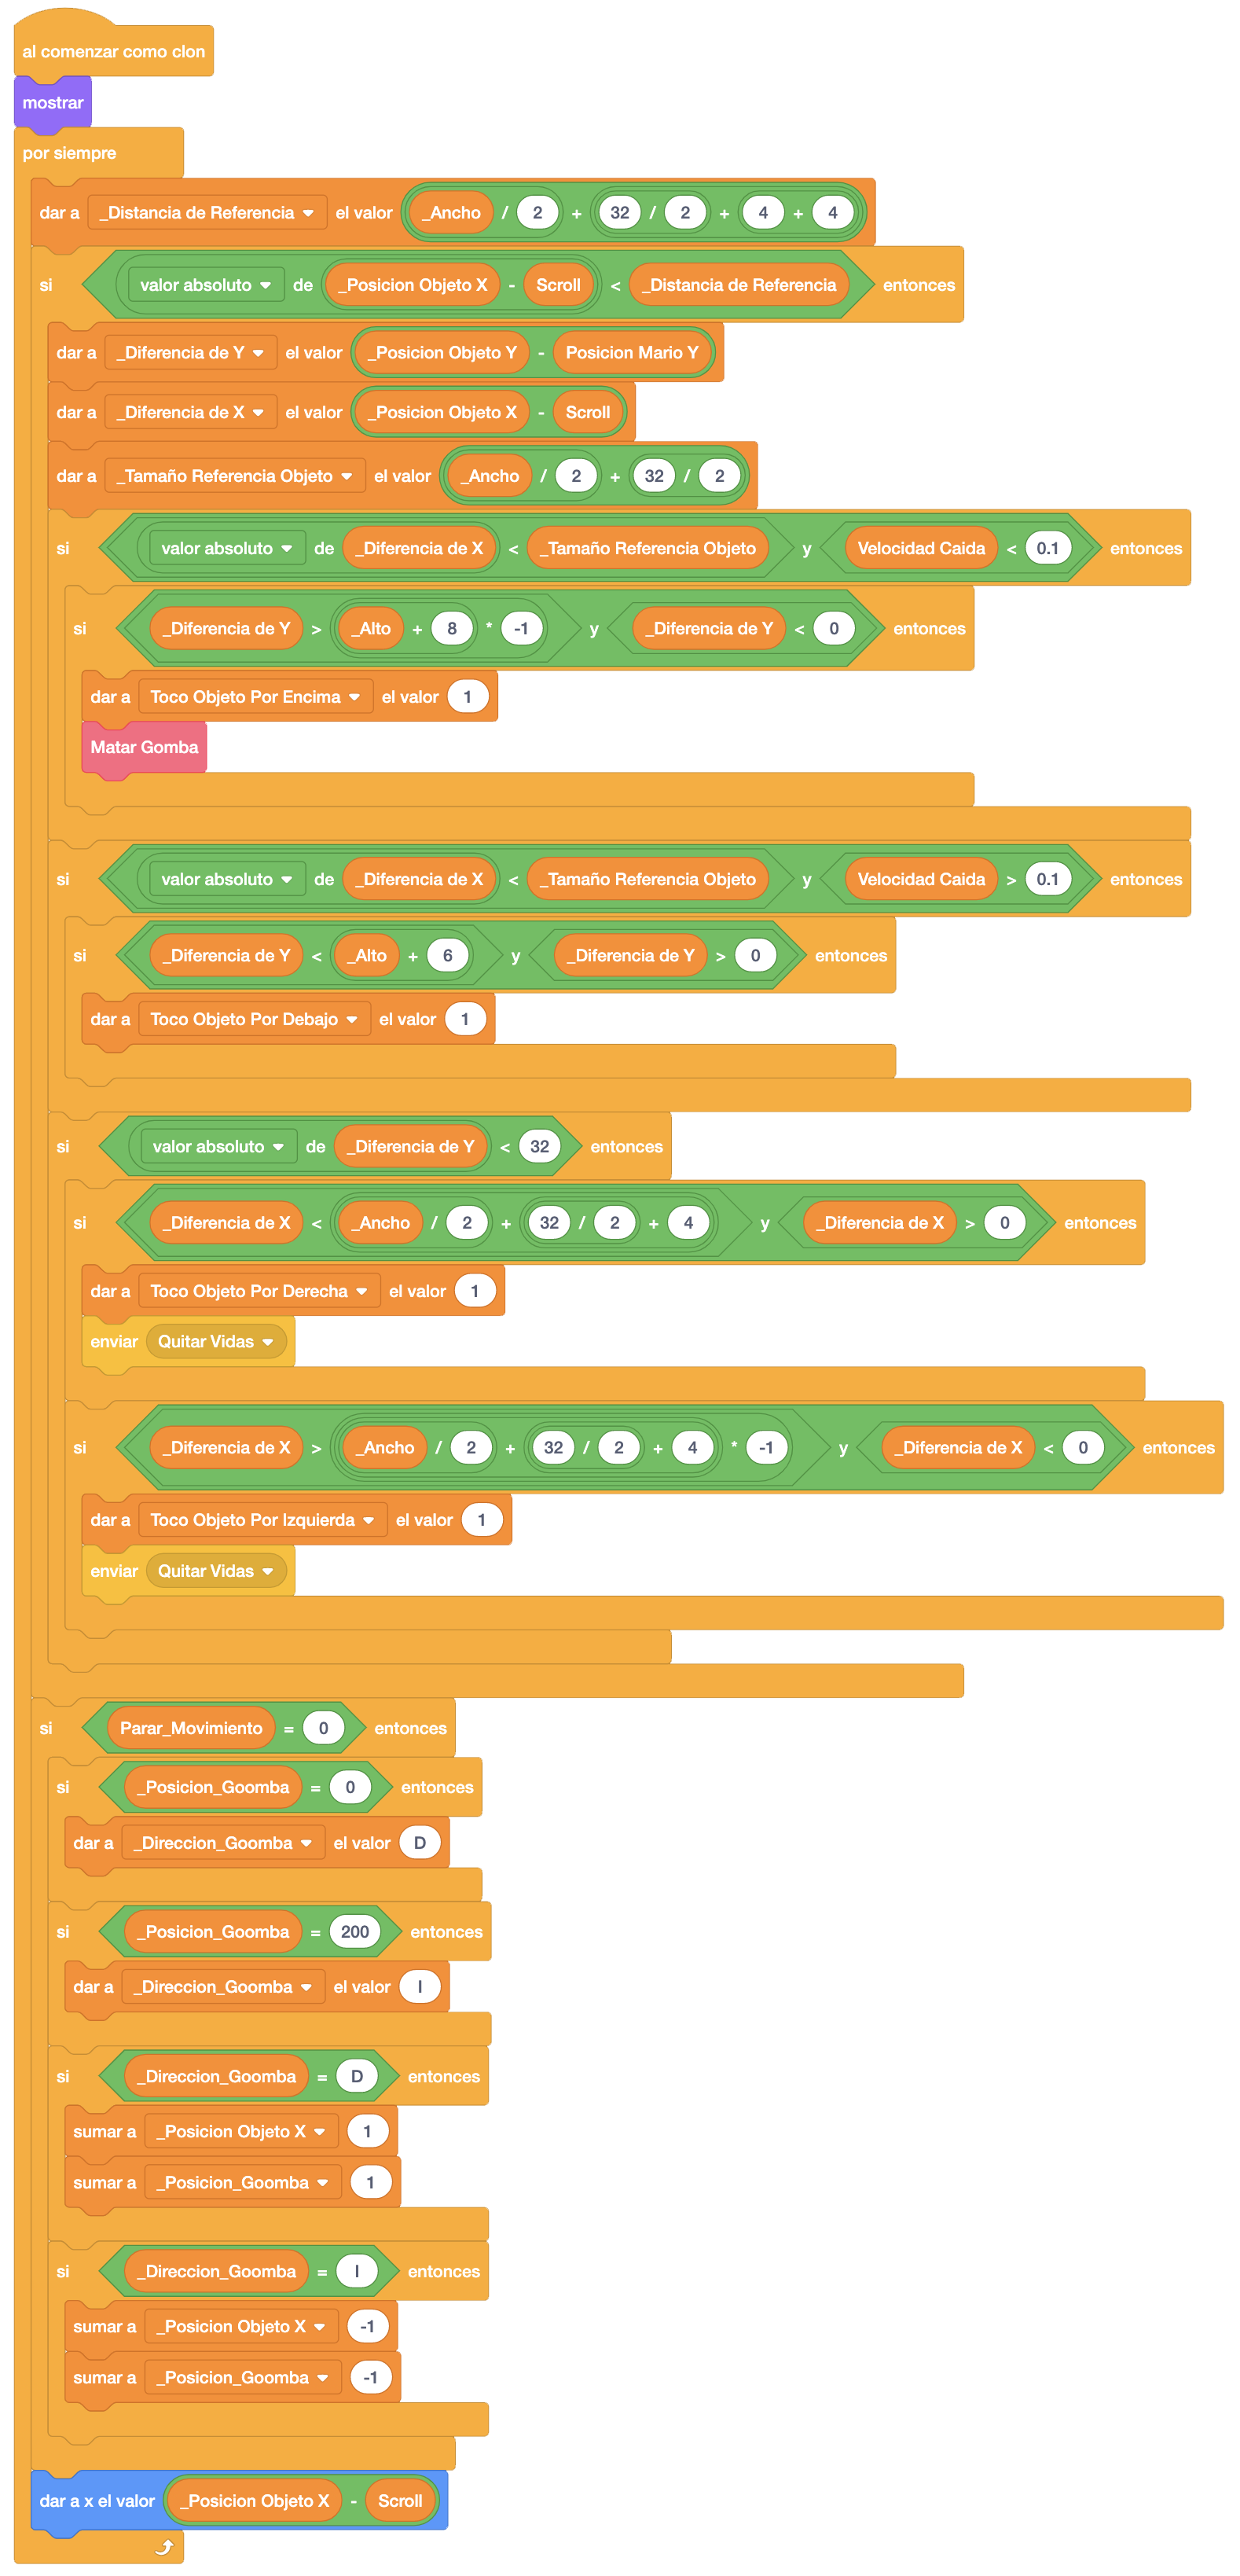 al comenzar como clon
mostrar
por siempre
dar a _Distancia de Referencia el valor _Ancho / 2 + 32 / 2 + 4 + 4
si valor absoluto de _Posicion Objeto X - Scroll < _Distancia de Referencia entonces
dar a _Diferencia de Y el valor _Posicion Objeto Y - Posicion Mario Y
dar a _Diferencia de X el valor _Posicion Objeto X - Scroll
dar a _Tamaño Referencia Objeto el valor _Ancho / 2 + 32 / 2
si valor absoluto de _Diferencia de X < _Tamaño Referencia Objeto y Velocidad Caida < 0.1 entonces
si _Diferencia de Y > _Alto + 8 * -1 y _Diferencia de Y < 0 entonces
dar a Toco Objeto Por Encima el valor 1
Matar Gomba
si valor absoluto de _Diferencia de X < _Tamaño Referencia Objeto y Velocidad Caida > 0.1 entonces
si _Diferencia de Y < _Alto + 6 y _Diferencia de Y > 0 entonces
dar a Toco Objeto Por Debajo el valor 1
si valor absoluto de _Diferencia de Y < 32 entonces
si _Diferencia de X < _Ancho / 2 + 32 / 2 + 4 y _Diferencia de X > 0 entonces
dar a Toco Objeto Por Derecha el valor 1
enviar Quitar Vidas
si _Diferencia de X > _Ancho / 2 + 32 / 2 + 4 * -1 y _Diferencia de X < 0 entonces
dar a Toco Objeto Por Izquierda el valor 1
enviar Quitar Vidas
si Parar_Movimiento = 0 entonces
si _Posicion_Goomba = 0 entonces
dar a _Direccion_Goomba el valor D
si _Posicion_Goomba = 200 entonces
dar a _Direccion_Goomba el valor I
si _Direccion_Goomba = D entonces
sumar a _Posicion Objeto X 1
sumar a _Posicion_Goomba 1
si _Direccion_Goomba = I entonces
sumar a _Posicion Objeto X -1
sumar a _Posicion_Goomba -1
dar a x el valor _Posicion Objeto X - Scroll